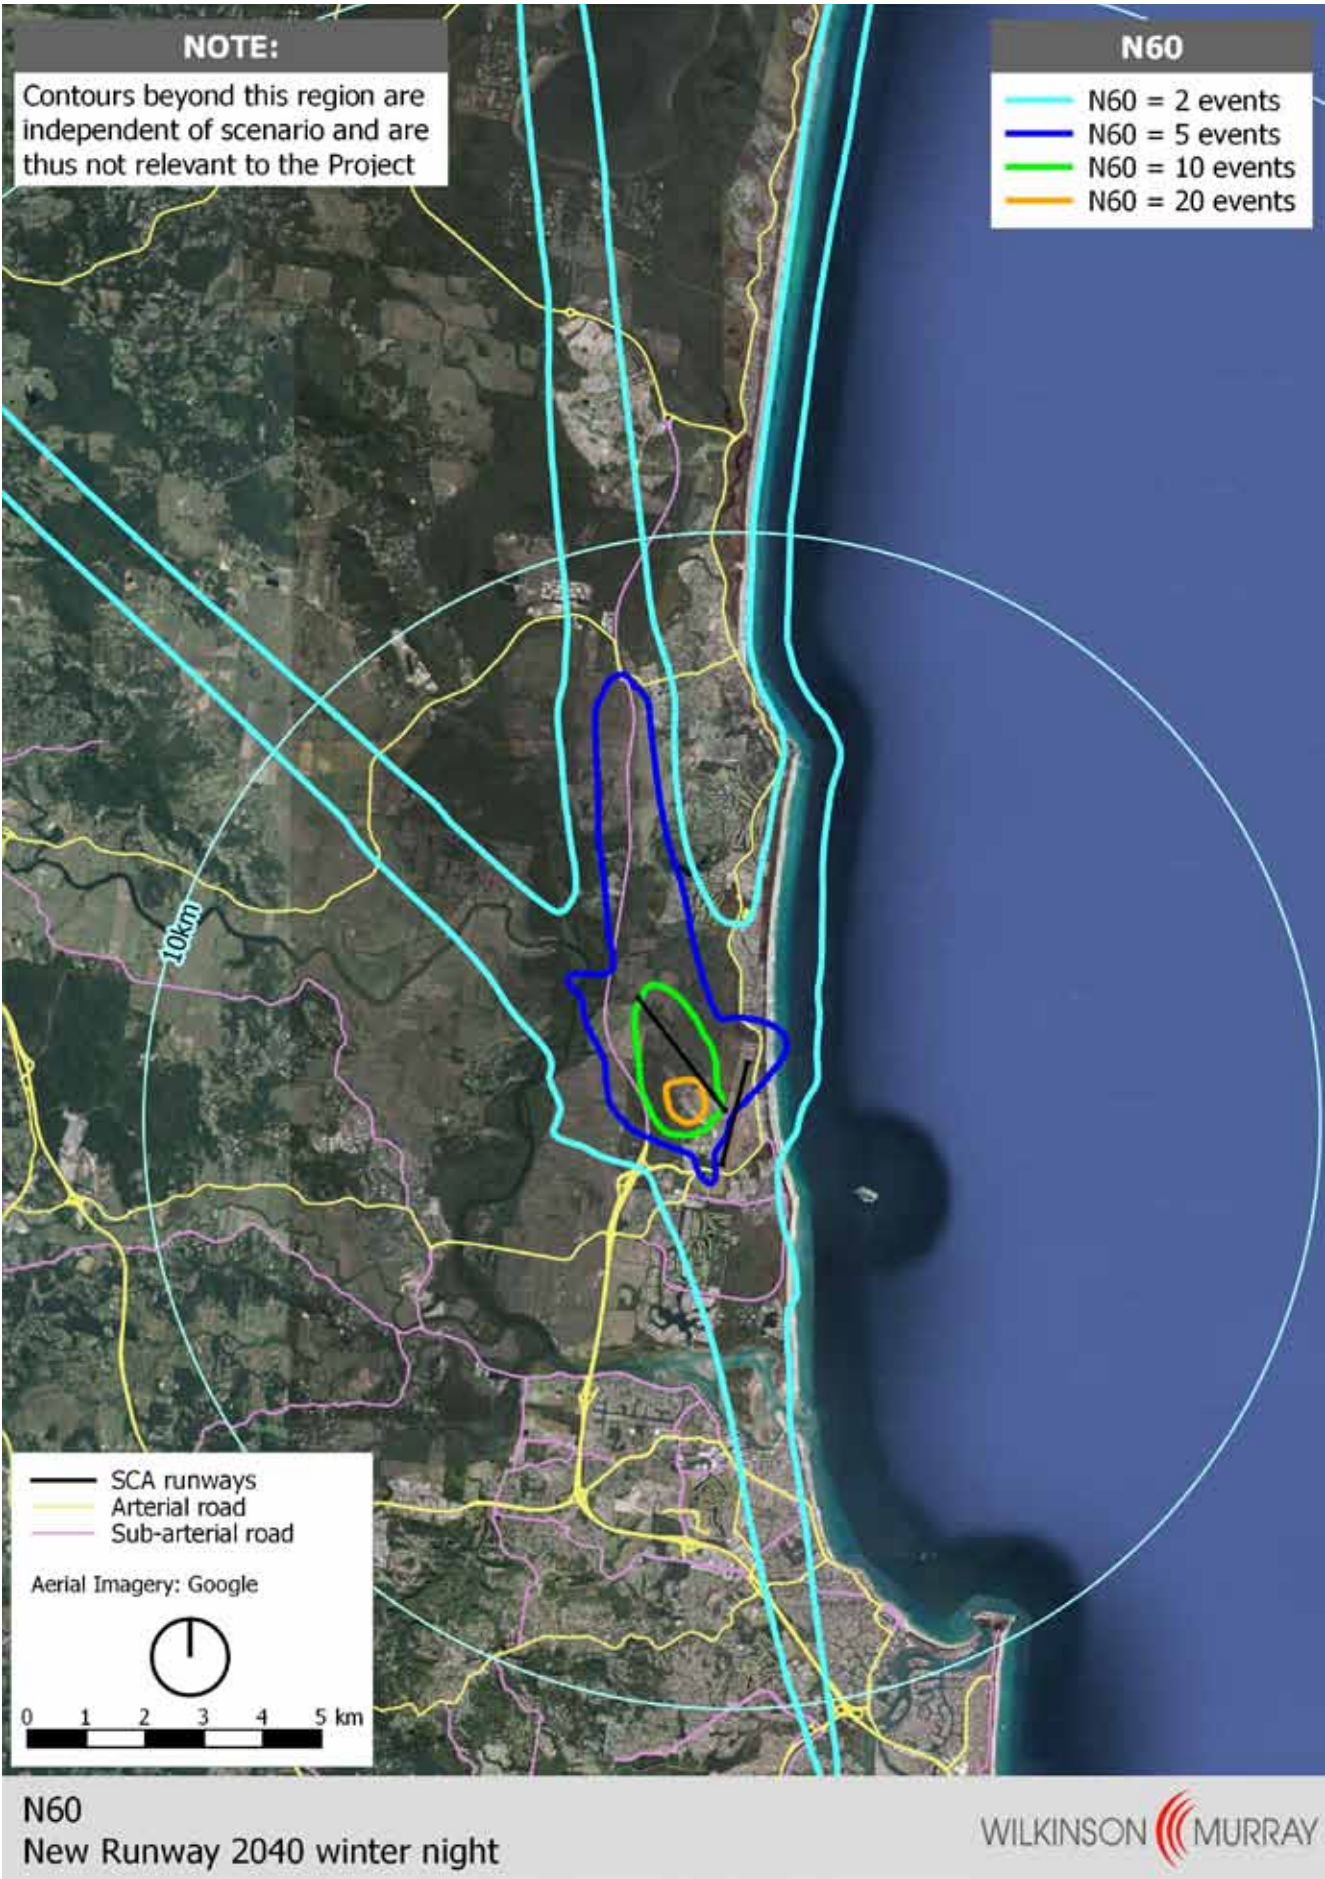 NOTE:
Contours beyond this region are
independent of scenario and are
thus not relevant to the Project
N60
N60 = 2 events
N60 = 5 events
N60 = 10 events
N60 = 20 events
10km
SCA runways
Arterial road
Sub-arterial road
Aerial Imagery: Google
0 1 2 3 4 5 km
N60
New Runway 2040 winter night
WILKINSON MURRAY